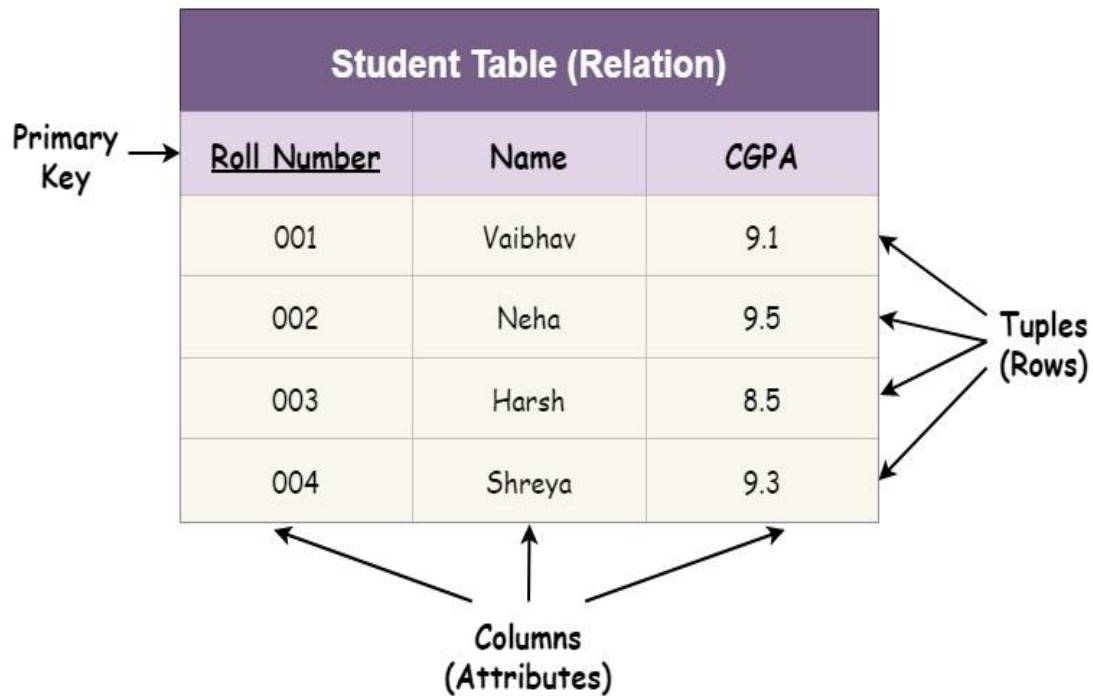 Student Table (Relation)
Primary
Key
Roll Number Name CGPA
001 Vaibhav 9.1
002 Neha 9.5
003 Harsh 8.5
004 Shreya 9.3
Tuples
(Rows)
Columns
(Attributes)